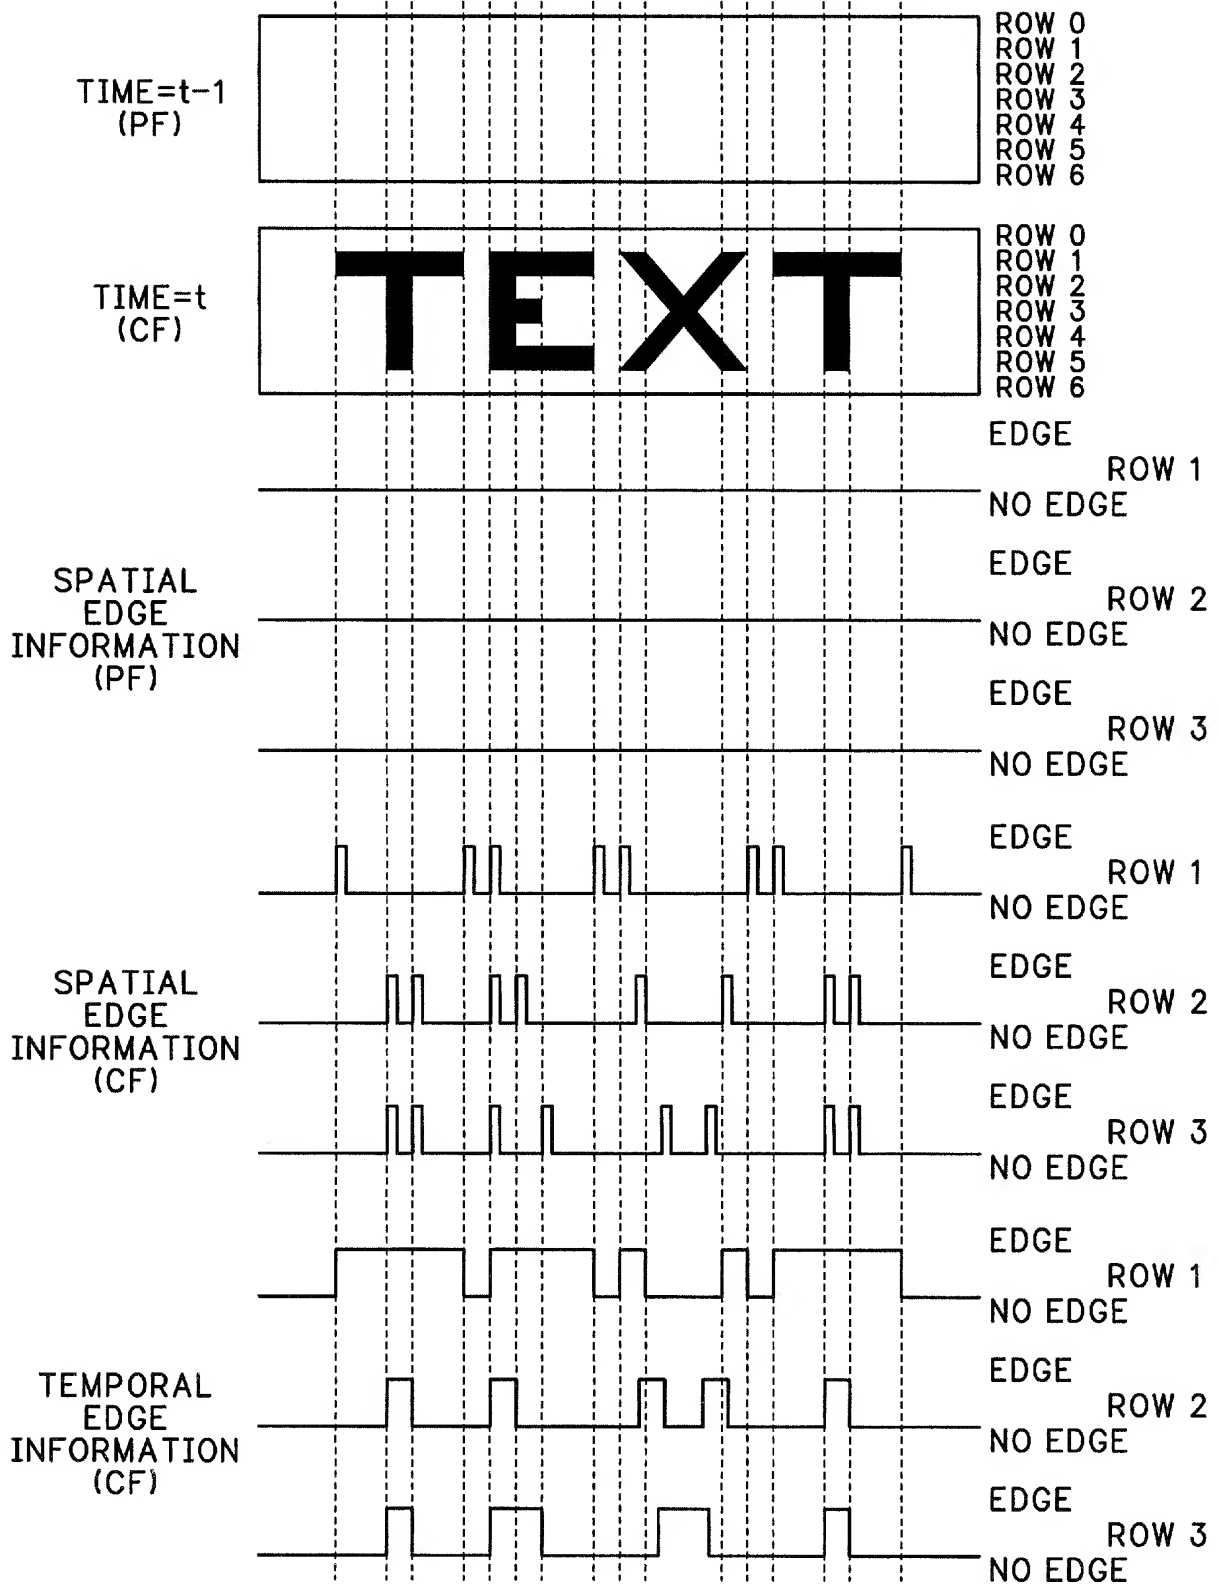 TIME=t-1
(PF)
ROW 0
ROW 1
ROW 2
ROW 3
ROW 4
ROW 5
ROW 6
TIME=t
(CF)
TEXT
ROW 0
ROW 1
ROW 2
ROW 3
ROW 4
ROW 5
ROW 6
SPATIAL
EDGE
INFORMATION
(PF)
EDGE
ROW 1
NO EDGE
EDGE
ROW 2
NO EDGE
EDGE
ROW 3
NO EDGE
SPATIAL
EDGE
INFORMATION
(CF)
EDGE
ROW 1
NO EDGE
EDGE
ROW 2
NO EDGE
EDGE
ROW 3
NO EDGE
TEMPORAL
EDGE
INFORMATION
(CF)
EDGE
ROW 1
NO EDGE
EDGE
ROW 2
NO EDGE
EDGE
ROW 3
NO EDGE